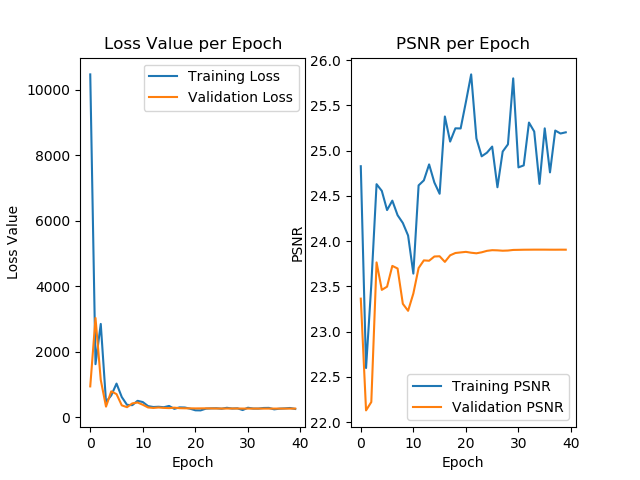 Loss Value per Epoch
Loss Value
10000
8000
6000
4000
2000
0
0
10
20
30
40
Epoch
Training Loss
Validation Loss
PSNR per Epoch
PSNR
26.0
25.5
25.0
24.5
24.0
23.5
23.0
22.5
22.0
0
10
20
30
40
Epoch
Training PSNR
Validation PSNR